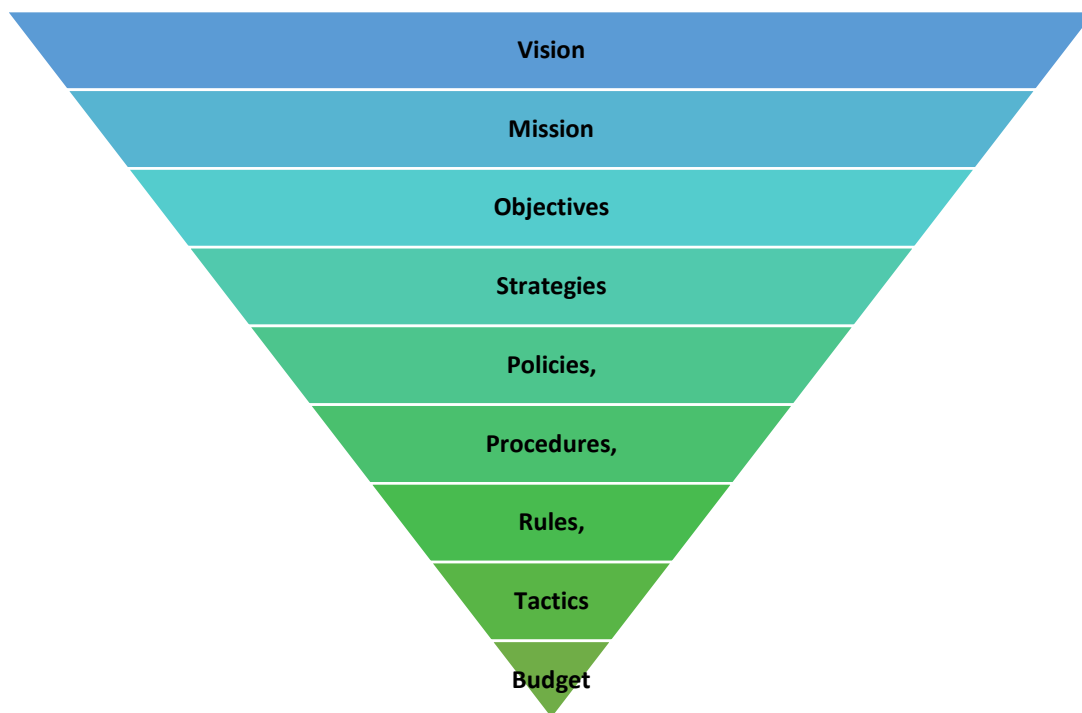 Vision
Mission
Objectives
Strategies
Policies,
Procedures,
Rules,
Tactics
Budget